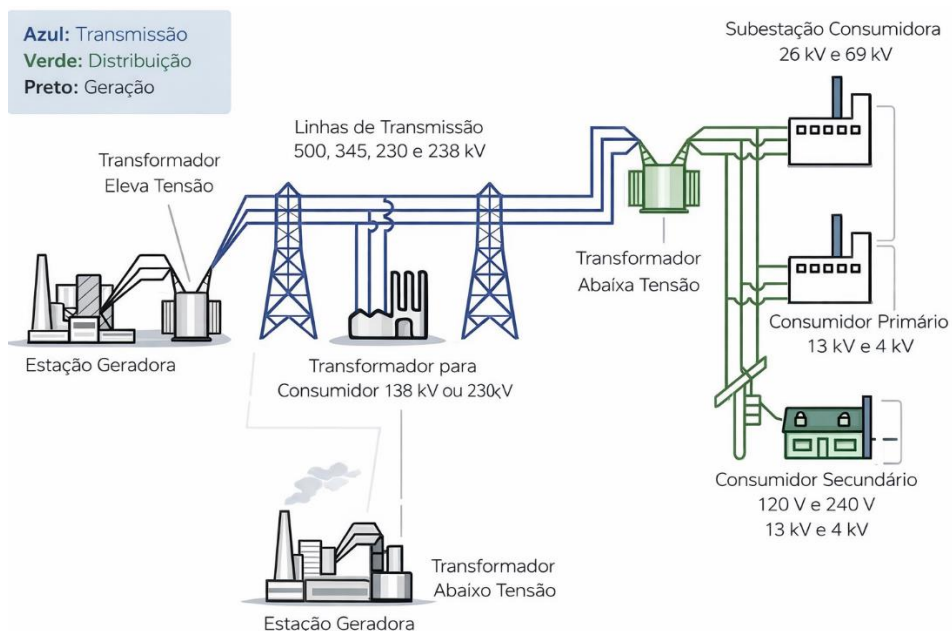 Azul: Transmissão
Verde: Distribuição
Preto: Geração
Subestação Consumidora
26 kV e 69 kV
Linhas de Transmissão
500, 345, 230 e 238 kV
Transformador
Eleva Tensão
Transformador
Abaixa Tensão
Estação Geradora
Transformador para
Consumidor 138 kV ou 230kV
Consumidor Primário
13 kV e 4 kV
Consumidor Secundário
120 V e 240 V
13 kV e 4 kV
Transformador
Abaixo Tensão
Estação Geradora